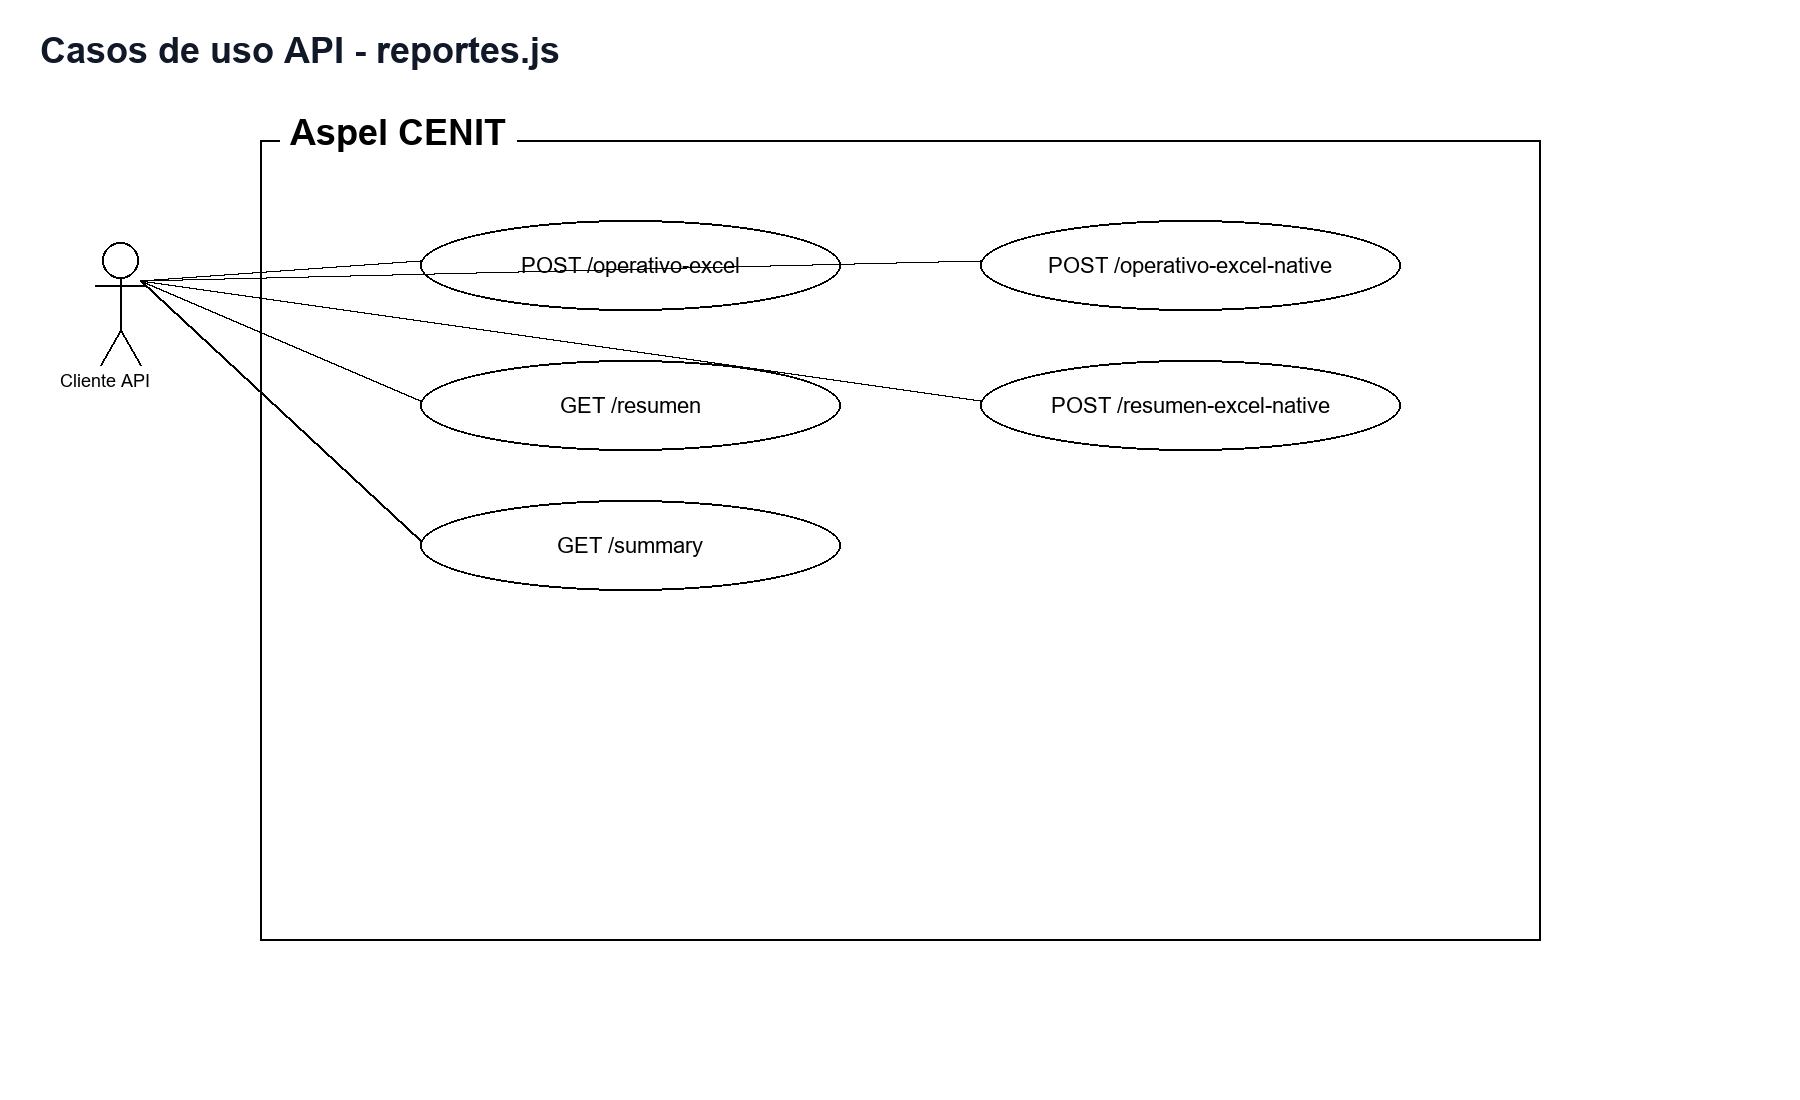 Casos de uso API - reportes.js
Aspel CENIT
POST /operativo-excel
POST /operativo-excel-native
Cliente API
GET /resumen
POST /resumen-excel-native
GET /summary